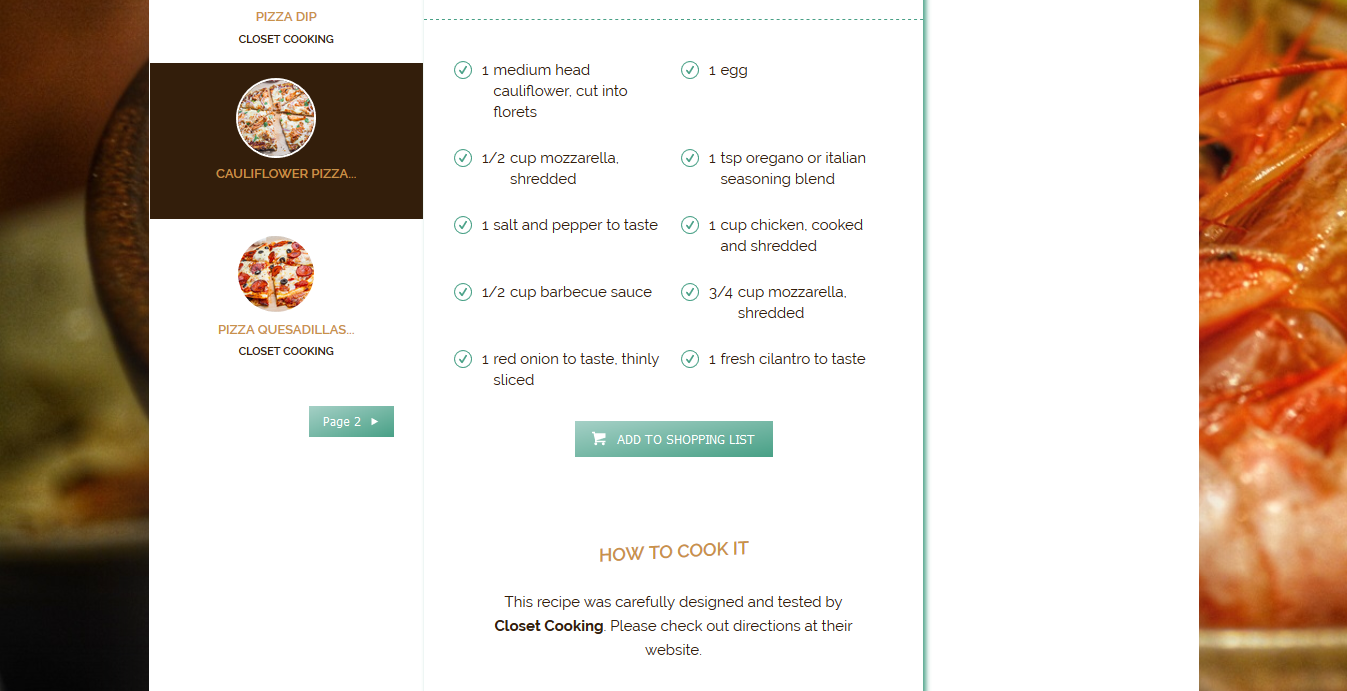 PIZZA DIP
CLOSET COOKING
CAULIFLOWER PIZZA...
PIZZA QUESADILLAS...
CLOSET COOKING
Page 2
1 medium head
cauliflower, cut into
florets
1 egg
1/2 cup mozzarella,
shredded
1 tsp oregano or italian
seasoning blend
1 salt and pepper to taste
1 cup chicken, cooked
and shredded
1/2 cup barbecue sauce
3/4 cup mozzarella,
shredded
1 red onion to taste, thinly
sliced
1 fresh cilantro to taste
ADD TO SHOPPING LIST
HOW TO COOK IT
This recipe was carefully designed and tested by
Closet Cooking. Please check out directions at their
website.